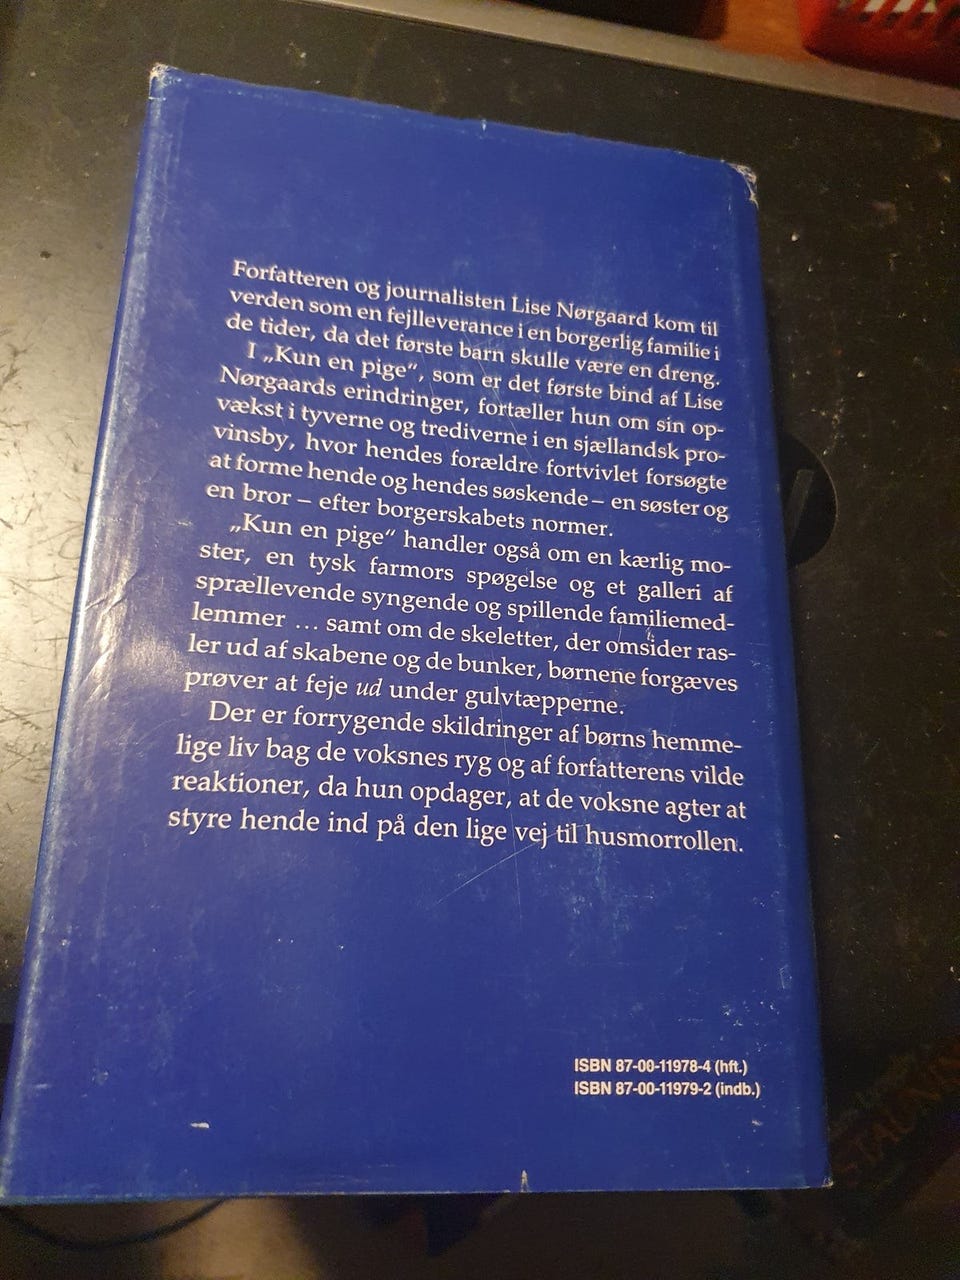 Forfatteren og journalisten Lise Nørgaard kom til
verden som en fejlleverance i en borgerlig familie i
de tider, da det første barn skulle være en dreng.
I „Kun en pige“, som er det første bind af Lise
Nørgaards erindringer, fortæller hun om sin op-
vækst i tyverne og trediverne i en sjællandsk pro-
vinsby, hvor hendes forældre fortvivlet forsøgte
at forme hende og hendes søskende – en søster og
en bror – efter borgerskabets normer.
„Kun en pige“ handler også om en kærlig mo-
ster, en tysk farmors spøgelse og et galleri af
sprællevende syngende og spillende familiemed-
lemmer ... samt om de skeletter, der omsider ras-
ler ud af skabene og de bunker, børnene forgæves
prøver at feje ud under gulvtæpperne.
Der er forrygende skildringer af børns hemme-
lige liv bag de voksnes ryg og af forfatterens vilde
reaktioner, da hun opdager, at de voksne agter at
styre hende ind på den lige vej til husmorrollen.
ISBN 87-00-11978-4 (hft.)
ISBN 87-00-11979-2 (indb.)